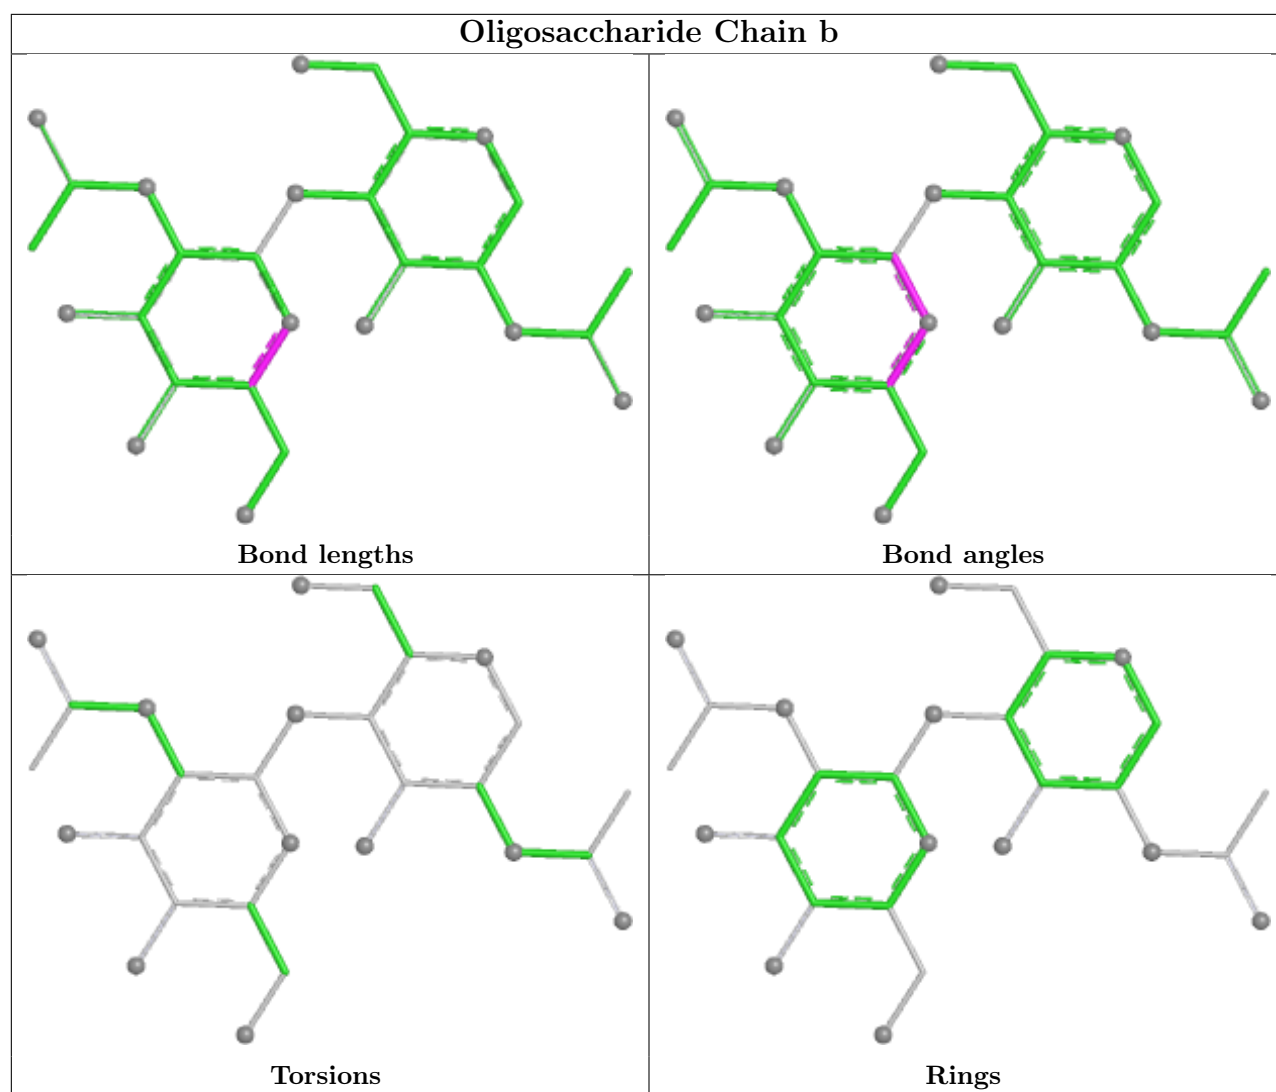 Oligosaccharide Chain b
Bond lengths
Bond angles
Torsions
Rings